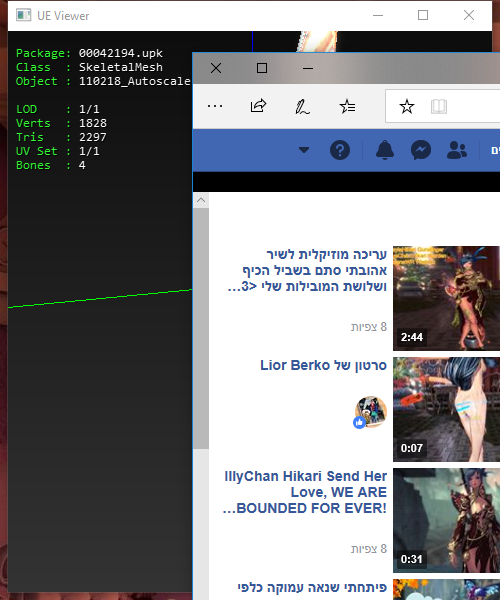 UE Viewer
Package: 00042194.upk
Class : SkeletalMesh
Object : 110218_Autoscale
LOD : 1/1
Verts : 1828
Tris : 2297
UV Set : 1/1
Bones : 4
עריכה מוזיקלית לשיר
אהובתי סתם בשביל הכיף
ושלושת המובילות שלי <3...
8 צפיות
2:44
סרטון של Lior Berko
0:07
IllyChan Hikari Send Her
Love, WE ARE
BOUNDED FOR EVER!...
8 צפיות
0:31
פיתחתי שנאה עמוקה כלפי